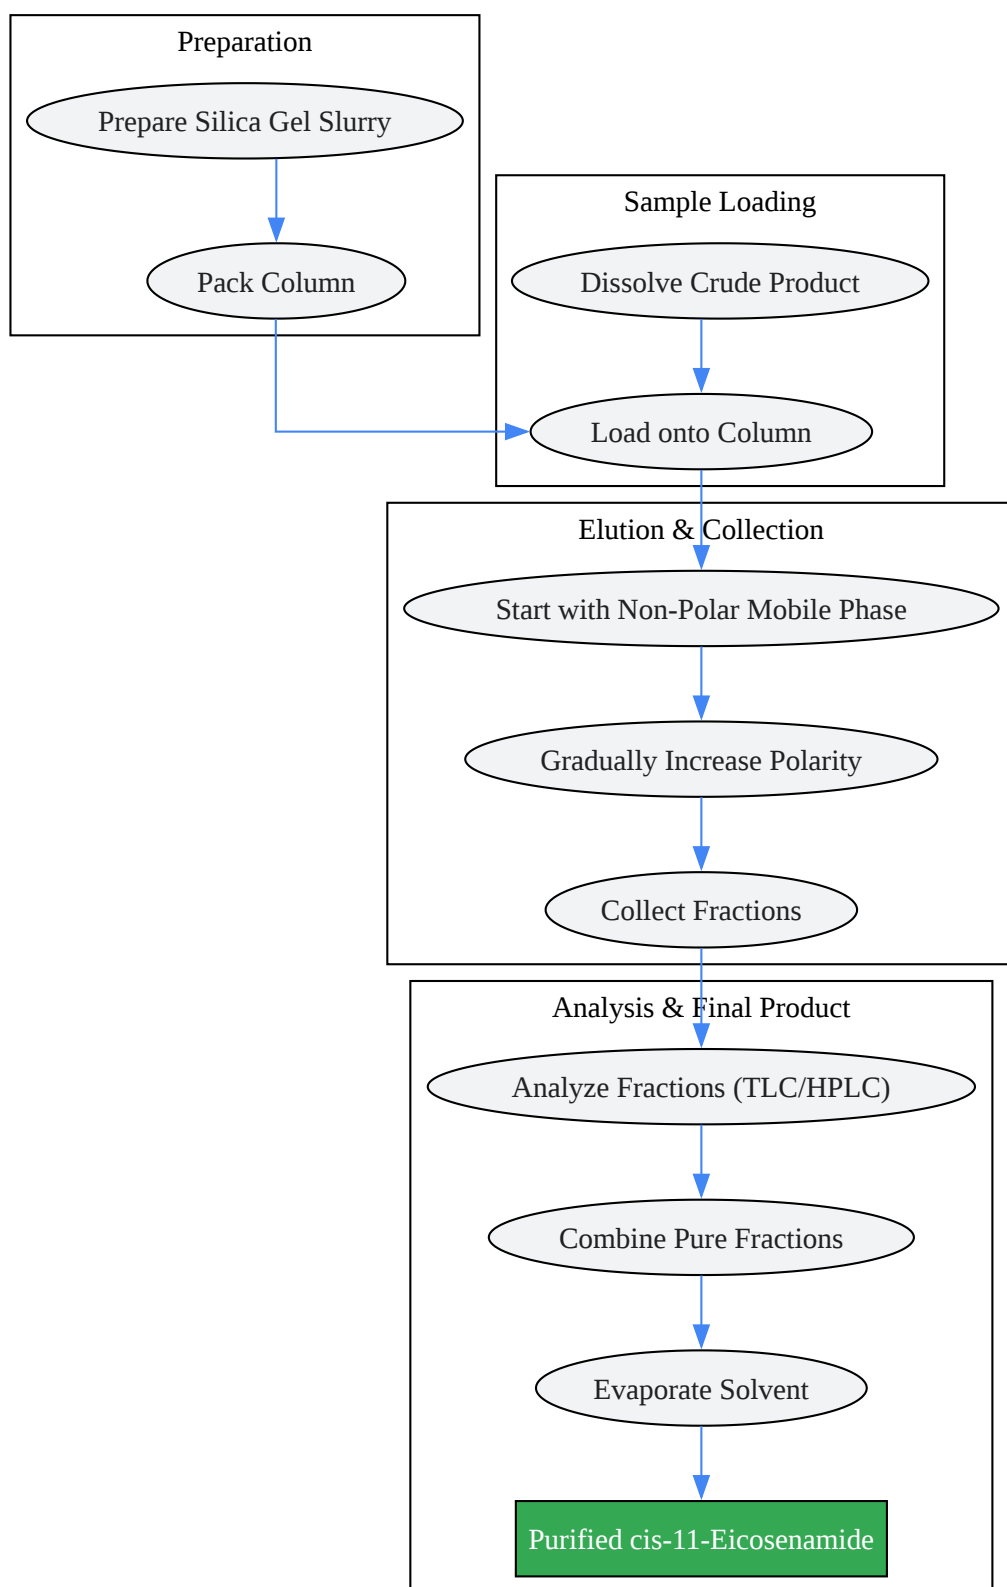 Preparation
Prepare Silica Gel Slurry
Pack Column
Sample Loading
Dissolve Crude Product
Load onto Column
Elution & Collection
Start with Non-Polar Mobile Phase
Gradually Increase Polarity
Collect Fractions
Analysis & Final Product
Analyze Fractions (TLC/HPLC)
Combine Pure Fractions
Evaporate Solvent
Purified cis-11-Eicosenamide